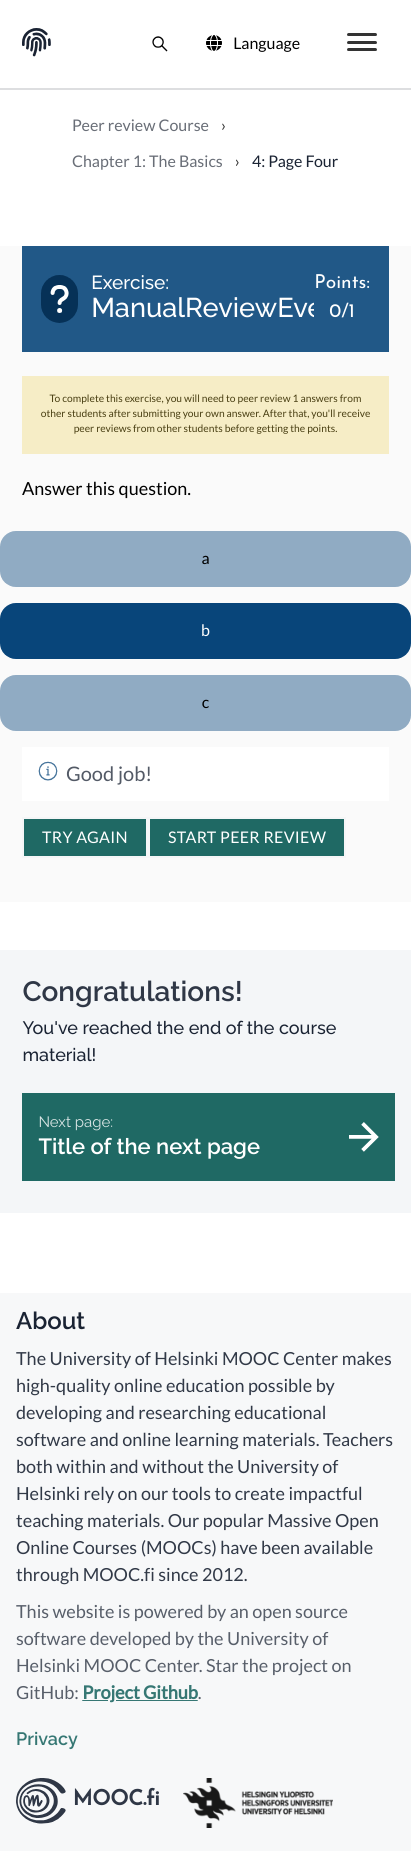 Language
Peer review Course ›
Chapter 1: The Basics › 4: Page Four
?
Exercise:
ManualReviewEve
Points:
0/1
To complete this exercise, you will need to peer review 1 answers from
other students after submitting your own answer. After that, you'll receive
peer reviews from other students before getting the points.
Answer this question.
a
b
c
Good job!
TRY AGAIN
START PEER REVIEW
Congratulations!
You've reached the end of the course
material!
Next page:
Title of the next page
About
The University of Helsinki MOOC Center makes
high-quality online education possible by
developing and researching educational
software and online learning materials. Teachers
both within and without the University of
Helsinki rely on our tools to create impactful
teaching materials. Our popular Massive Open
Online Courses (MOOCs) have been available
through MOOC.fi since 2012.
This website is powered by an open source
software developed by the University of
Helsinki MOOC Center. Star the project on
GitHub: Project Github.
Privacy
MOOC.fi
HELSINGIN YLIOPISTO
HELSINGFORS UNIVERSITET
UNIVERSITY OF HELSINKI